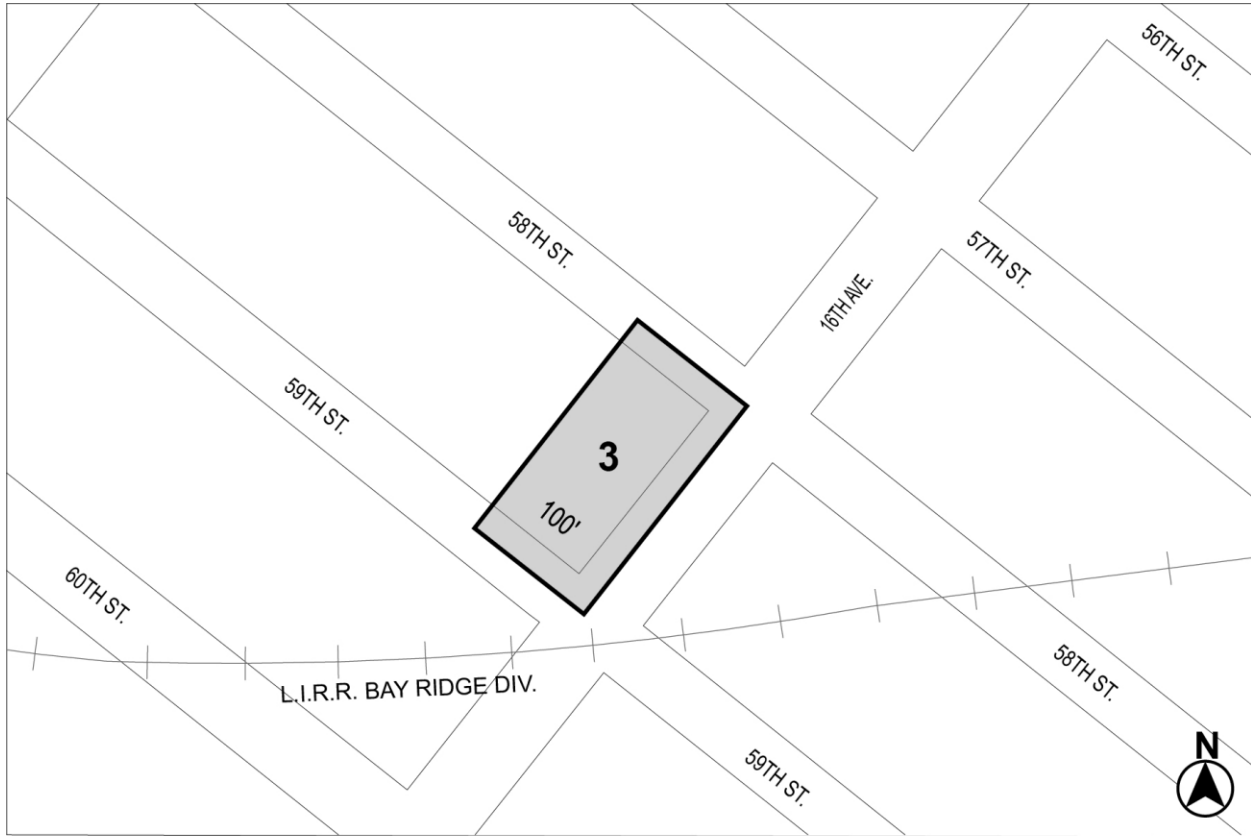 56TH ST.
58TH ST.
57TH ST.
16TH AVE.
59TH ST.
3
100'
60TH ST.
L.I.R.R. BAY RIDGE DIV.
58TH ST.
59TH ST.
N